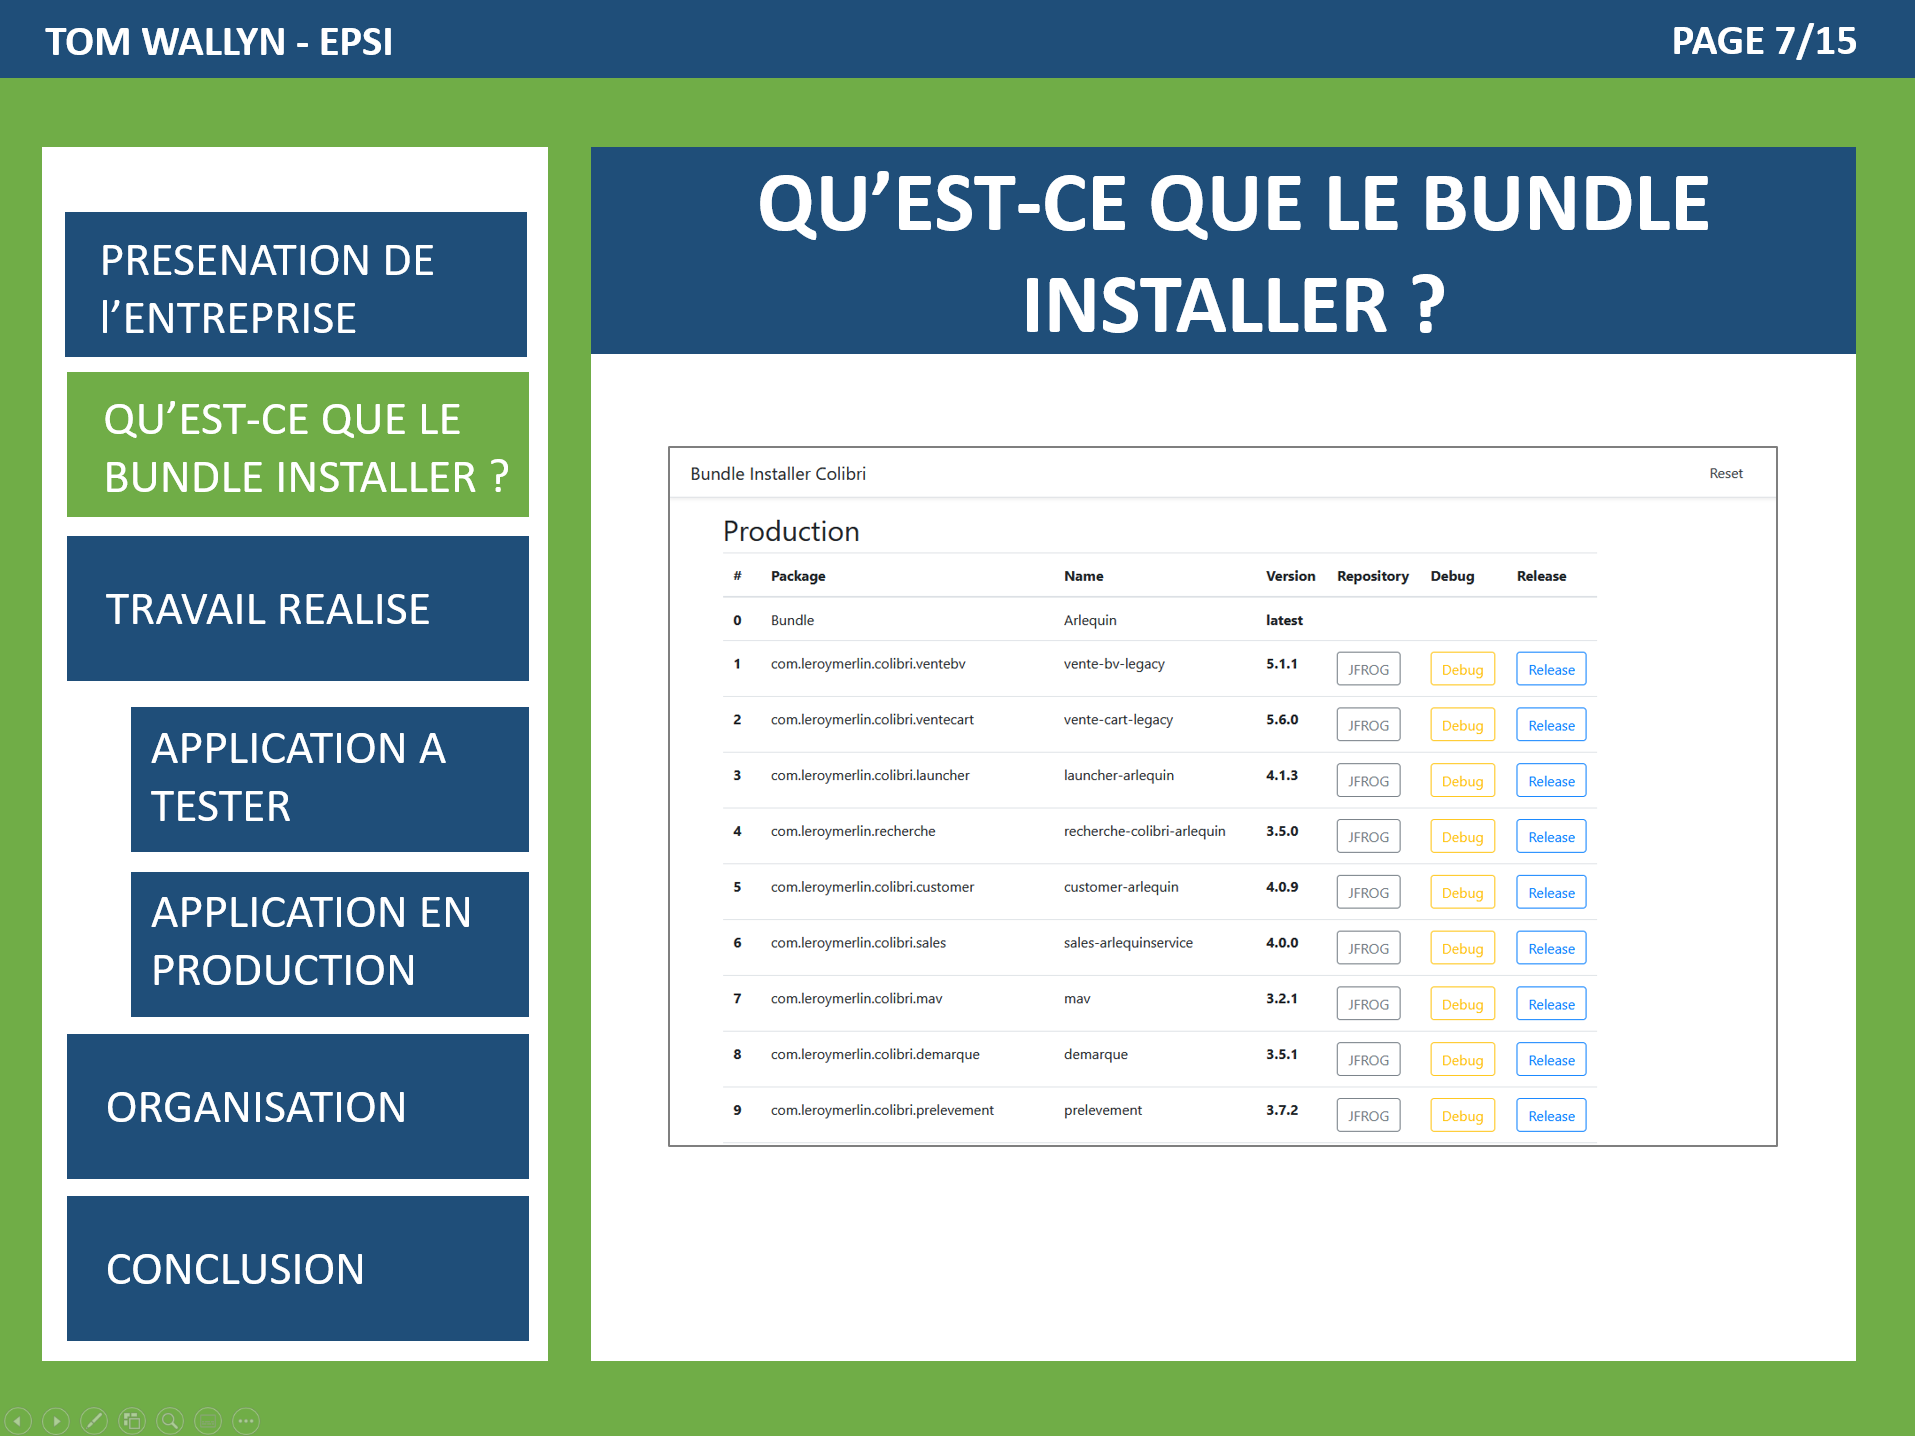 TOM WALLYN - EPSI
PAGE 7/15
PRESENATION DE
l’ENTREPRISE
QU’EST-CE QUE LE
BUNDLE INSTALLER ?
TRAVAIL REALISE
APPLICATION A
TESTER
APPLICATION EN
PRODUCTION
ORGANISATION
CONCLUSION
QU’EST-CE QUE LE BUNDLE
INSTALLER ?
Bundle Installer Colibri Reset
Production
# Package Name Version Repository Debug Release
0 Bundle Arlequin latest
1 com.leroymerlin.colibri.ventebv vente-bv-legacy 5.1.1 JFROG Debug Release
2 com.leroymerlin.colibri.ventecart vente-cart-legacy 5.6.0 JFROG Debug Release
3 com.leroymerlin.colibri.launcher launcher-arlequin 4.1.3 JFROG Debug Release
4 com.leroymerlin.recherche recherche-colibri-arlequin 3.5.0 JFROG Debug Release
5 com.leroymerlin.colibri.customer customer-arlequin 4.0.9 JFROG Debug Release
6 com.leroymerlin.colibri.sales sales-arlequinservice 4.0.0 JFROG Debug Release
7 com.leroymerlin.colibri.mav mav 3.2.1 JFROG Debug Release
8 com.leroymerlin.colibri.demarque demarque 3.5.1 JFROG Debug Release
9 com.leroymerlin.colibri.prelevement prelevement 3.7.2 JFROG Debug Release